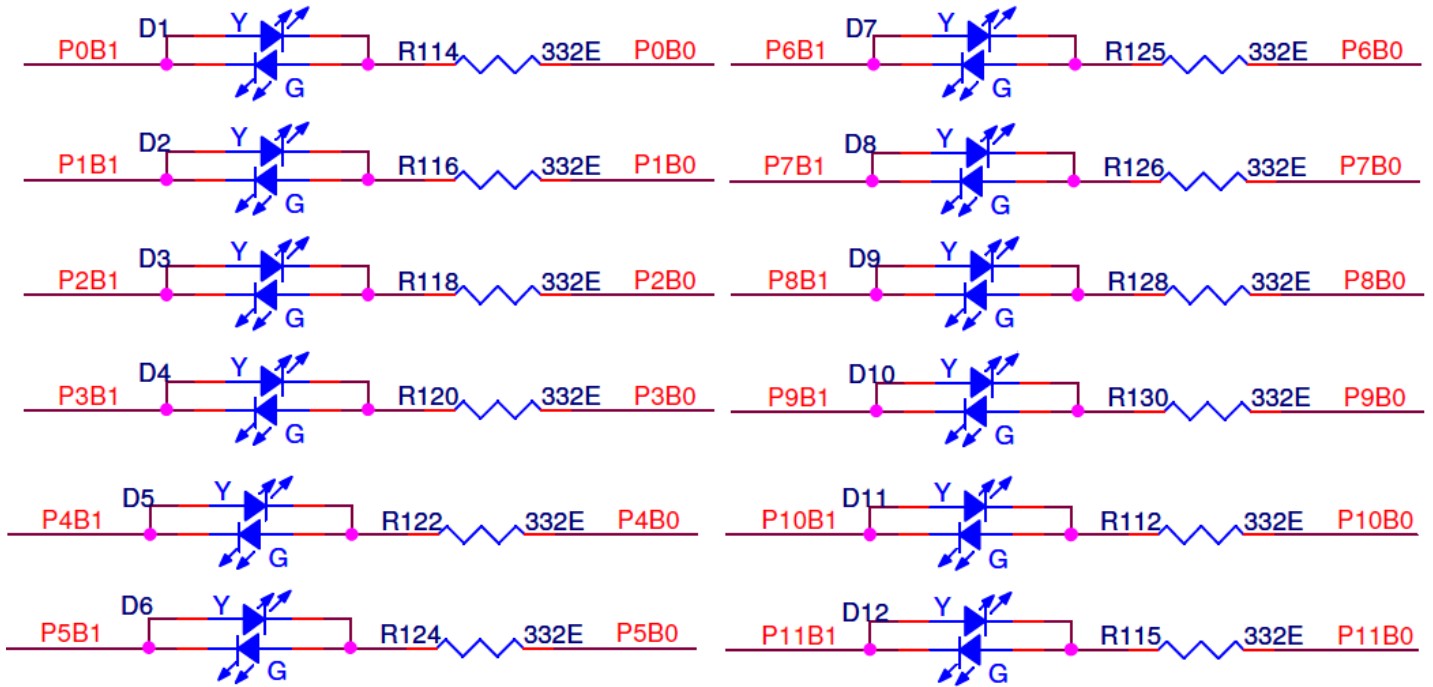 D1 Y D7 Y
P0B1 R114 332E P0B0 P6B1 R125 332E P6B0
G G
D2 Y D8 Y
P1B1 R116 332E P1B0 P7B1 R126 332E P7B0
G G
D3 Y D9 Y
P2B1 R118 332E P2B0 P8B1 R128 332E P8B0
G G
D4 Y D10 Y
P3B1 R120 332E P3B0 P9B1 R130 332E P9B0
G G
D5 Y D11 Y
P4B1 R122 332E P4B0 P10B1 R112 332E P10B0
G G
D6 Y D12 Y
P5B1 R124 332E P5B0 P11B1 R115 332E P11B0
G G